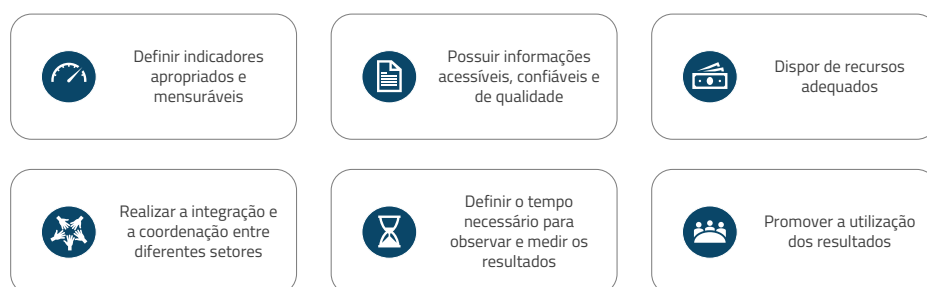 Definir indicadores
apropriados e
mensuráveis
Possuir informações
acessíveis, confiáveis e
de qualidade
Dispor de recursos
adequados
Realizar a integração e
a coordenação entre
diferentes setores
Definir o tempo
necessário para
observar e medir os
resultados
Promover a utilização
dos resultados